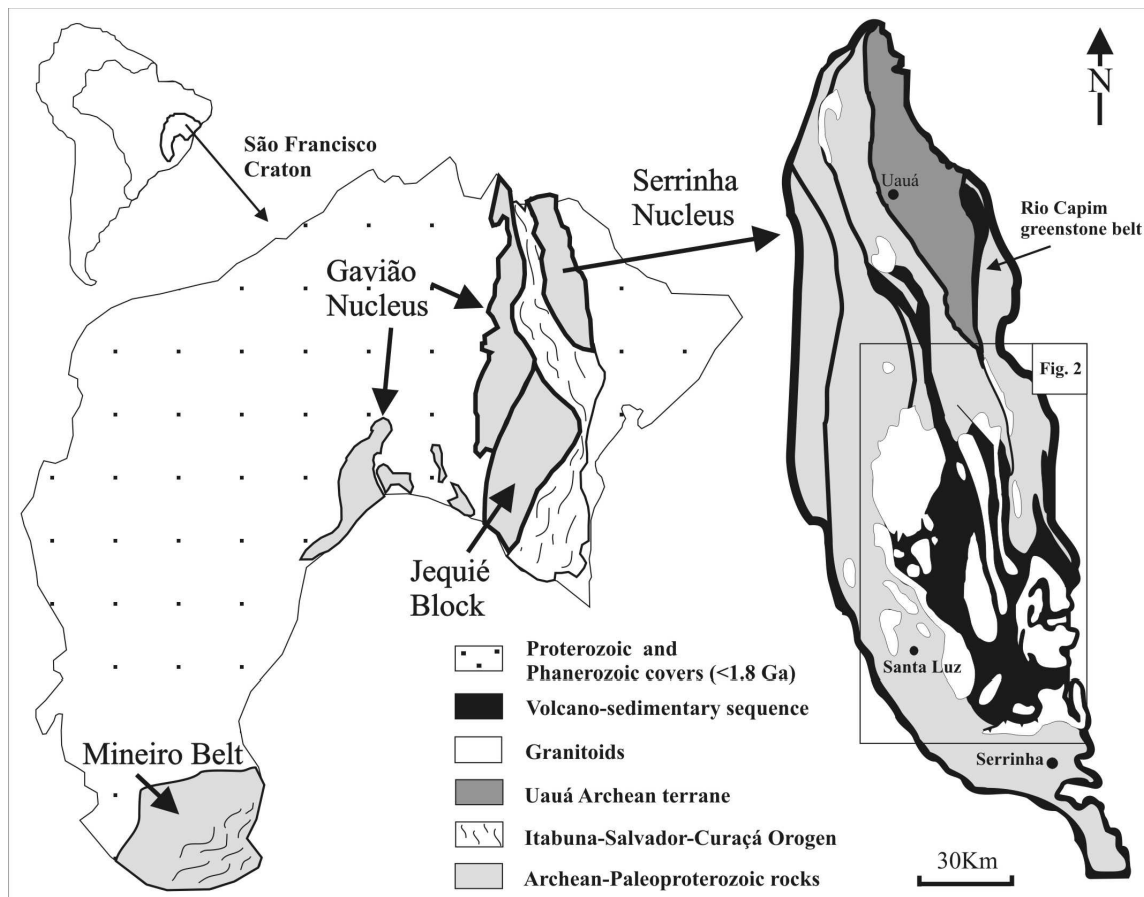 São Francisco
Craton
Gavião
Nucleus
Serrinha
Nucleus
Jequié
Block
Mineiro Belt
N
Uauá
Rio Capim
greenstone belt
Fig. 2
Santa Luz
Serrinha
30Km
Proterozoic and
Phanerozoic covers (<1.8 Ga)
Volcano-sedimentary sequence
Granitoids
Uauá Archean terrane
Itabuna-Salvador-Curaçá Orogen
Archean-Paleoproterozoic rocks